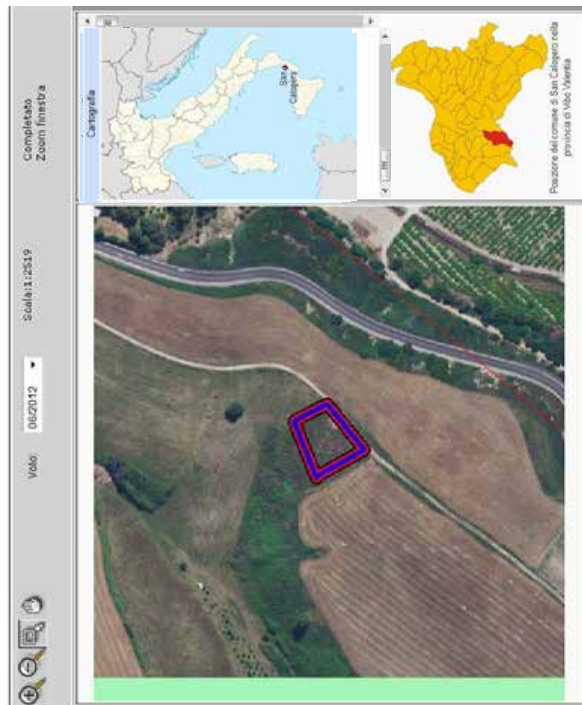 Volo: 06/2012
Scala:1:2519
Completato
Zoom finestra
Cartografia
San
Calogero
Posizione del comune di San Calogero nella
provincia di Vibo Valentia